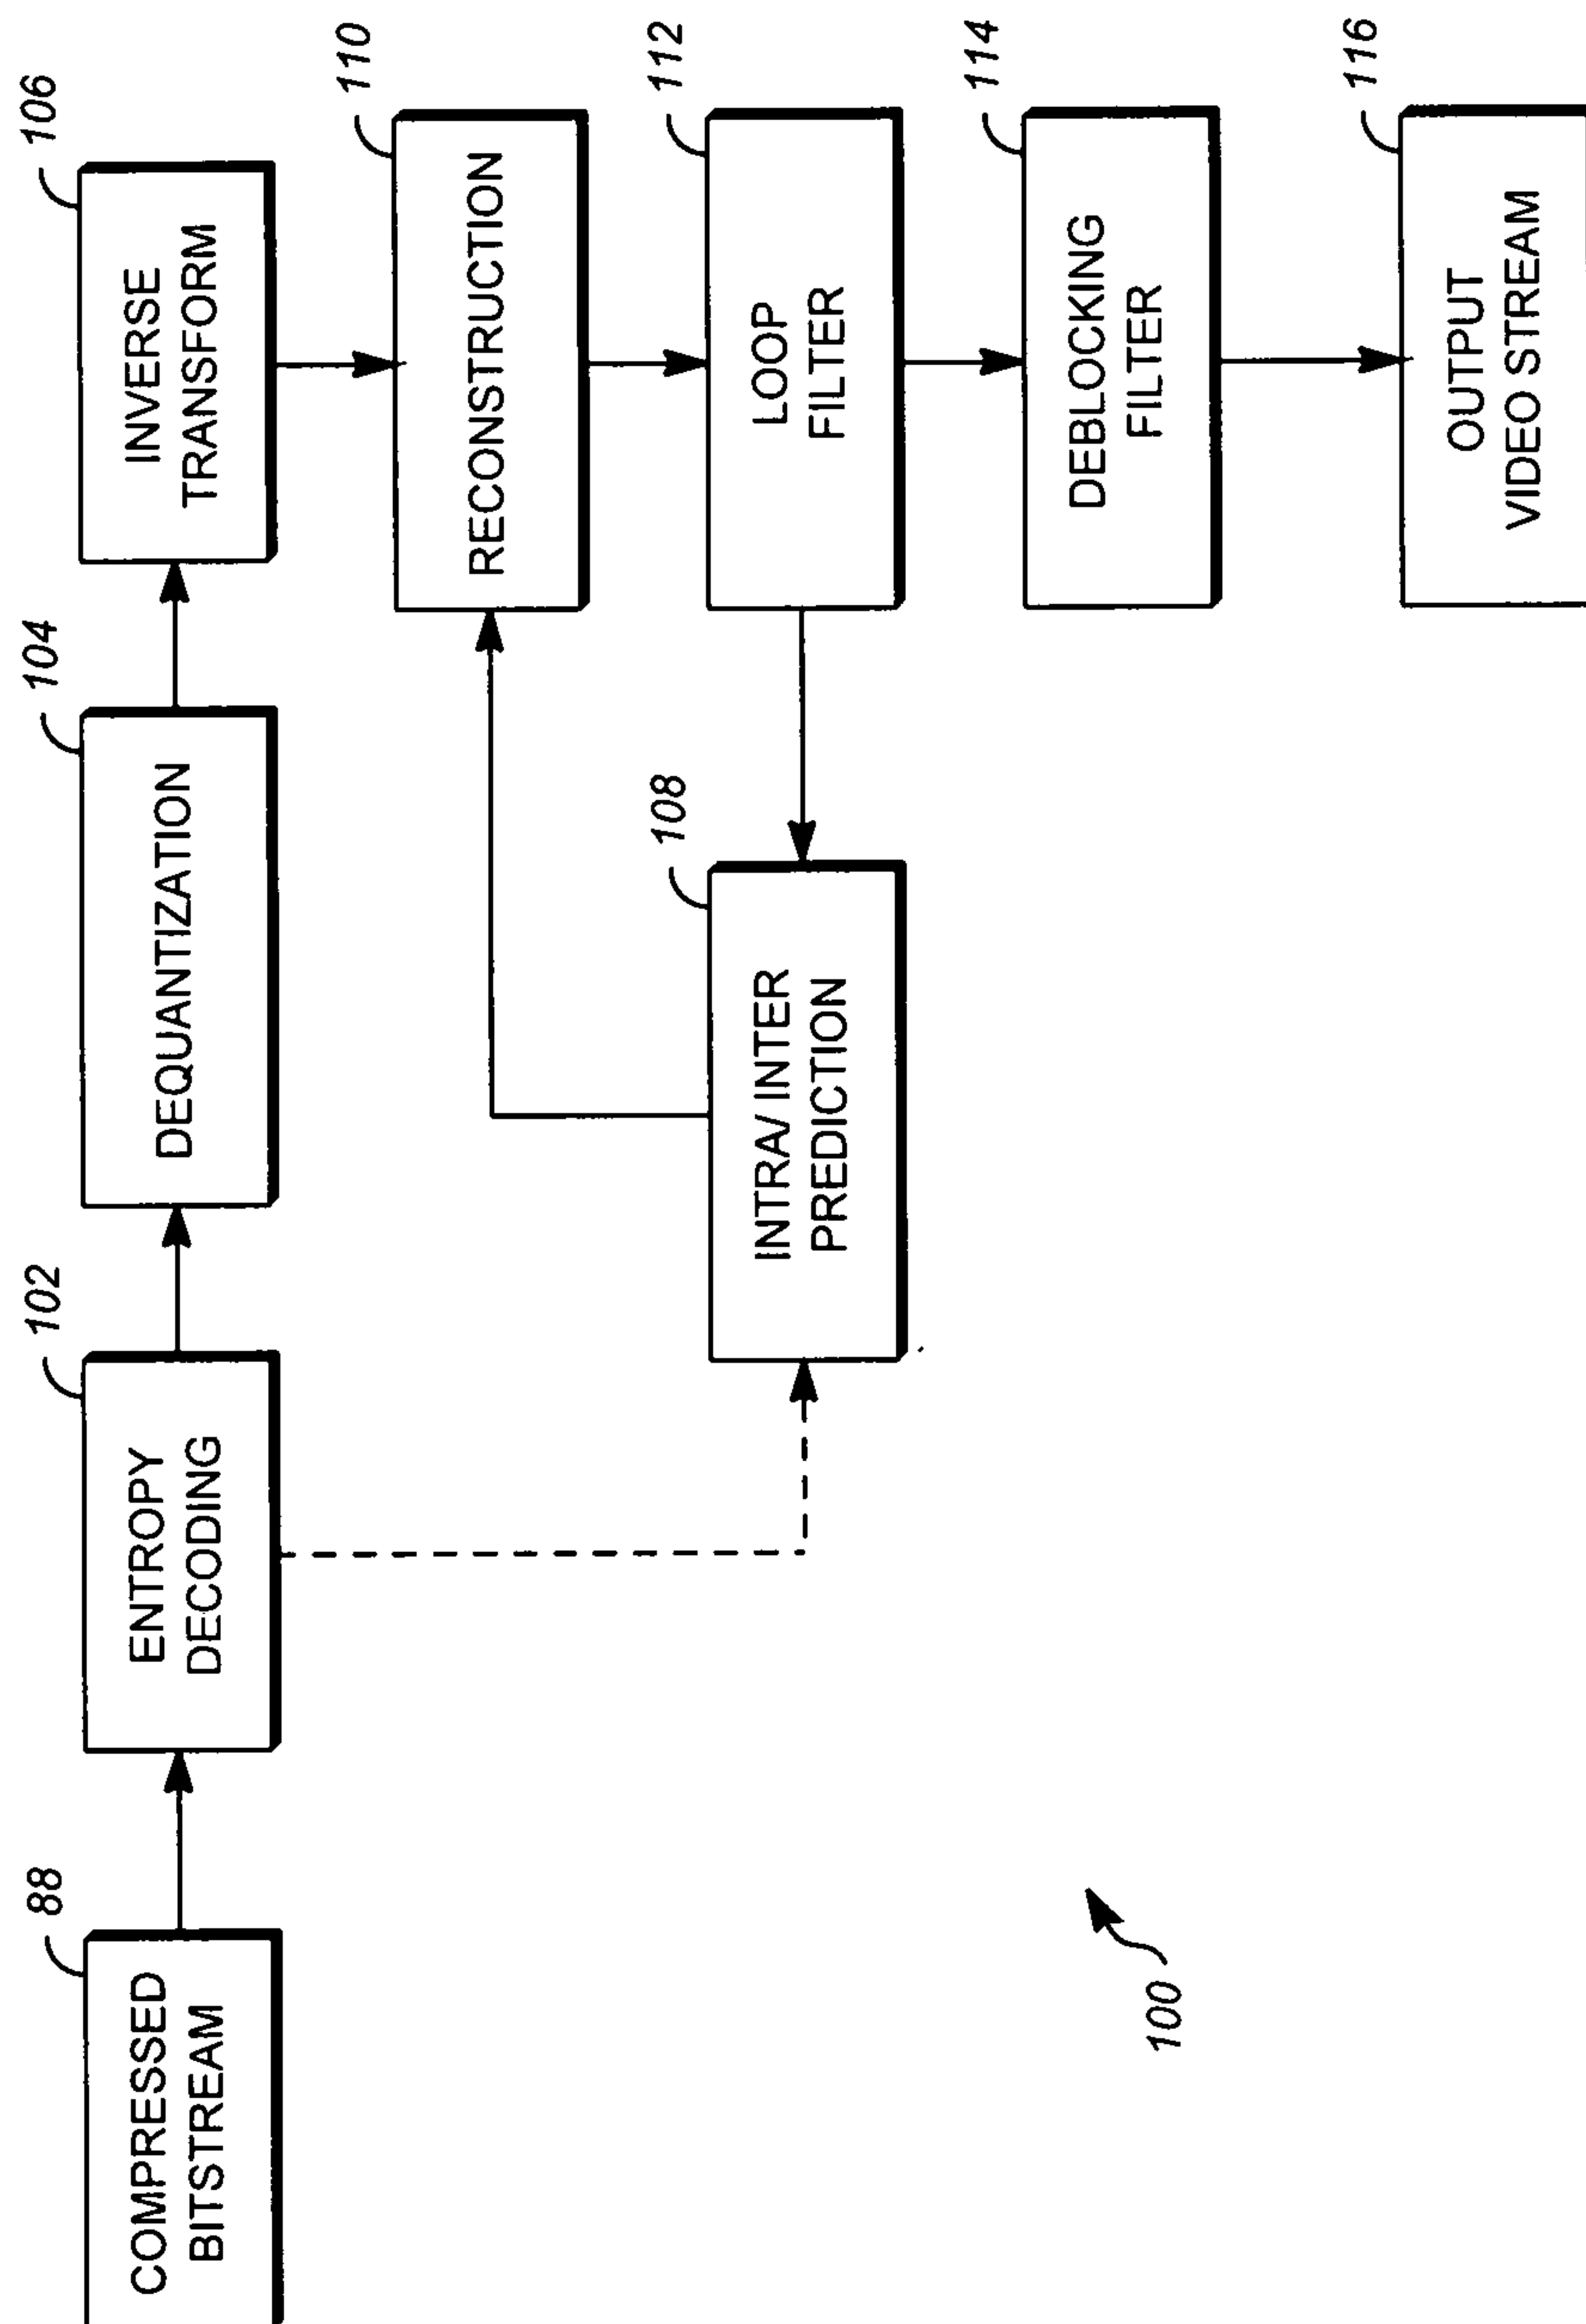 88
COMPRESSED
BITSTREAM
102
ENTROPY
DECODING
104
DEQUANTIZATION
106
INVERSE
TRANSFORM
110
RECONSTRUCTION
108
INTRA/ INTER
PREDICTION
112
LOOP
FILTER
114
DEBLOCKING
FILTER
116
OUTPUT
VIDEO STREAM
100